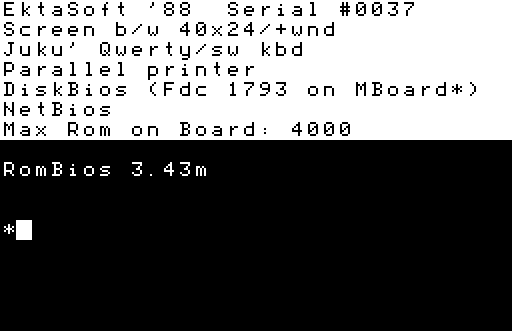 EktaSoft '88  Serial #0037
Screen b/w 40x24/+wnd
Juku' Qwerty/sw kbd
Parallel printer
DiskBios (Fdc 1793 on MBoard*)
NetBios
Max Rom on Board: 4000
RomBios 3.43m
*